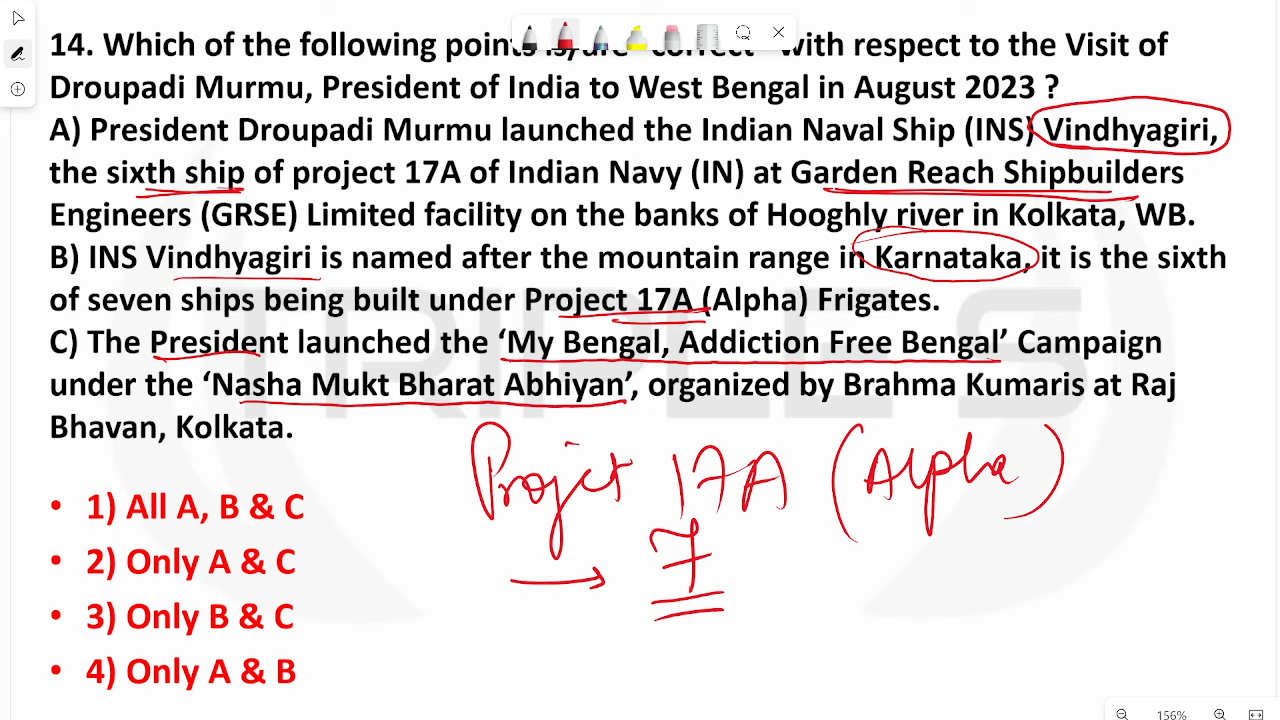 14. Which of the following points is/are "correct" with respect to the Visit of
Droupadi Murmu, President of India to West Bengal in August 2023 ?
A) President Droupadi Murmu launched the Indian Naval Ship (INS) Vindhyagiri,
the sixth ship of project 17A of Indian Navy (IN) at Garden Reach Shipbuilders
Engineers (GRSE) Limited facility on the banks of Hooghly river in Kolkata, WB.
B) INS Vindhyagiri is named after the mountain range in Karnataka, it is the sixth
of seven ships being built under Project 17A (Alpha) Frigates.
C) The President launched the ‘My Bengal, Addiction Free Bengal’ Campaign
under the ‘Nasha Mukt Bharat Abhiyan’, organized by Brahma Kumaris at Raj
Bhavan, Kolkata.
Projct 17A (Alpha)
→ 7
• 1) All A, B & C
• 2) Only A & C
• 3) Only B & C
• 4) Only A & B
TRIPLE S
156%